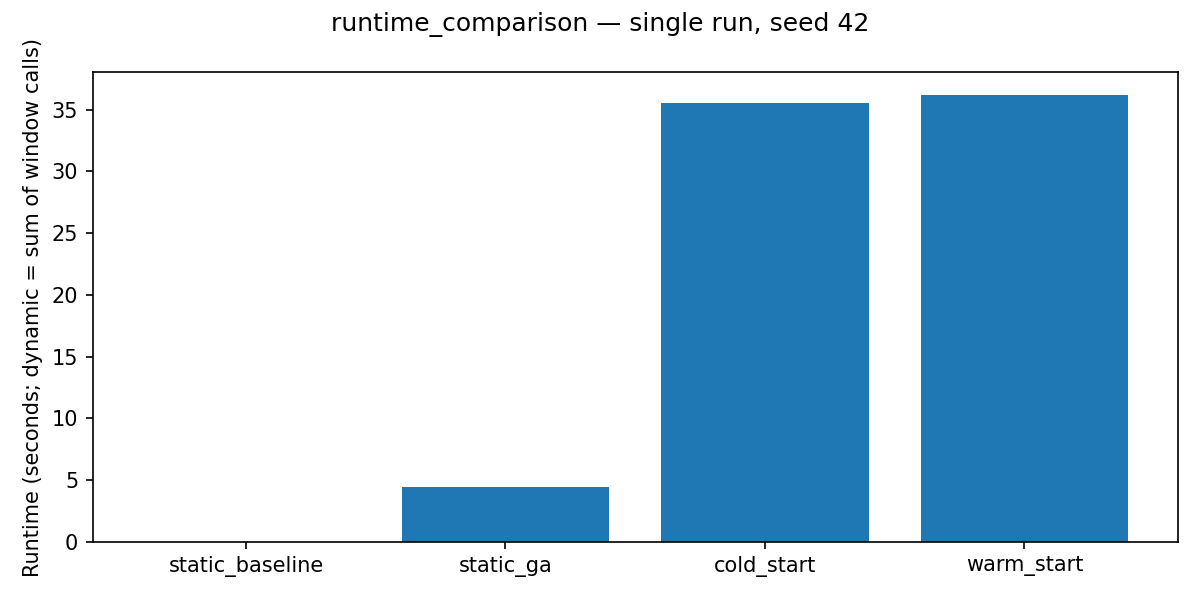 runtime_comparison — single run, seed 42
Runtime (seconds; dynamic = sum of window calls)
35
30
25
20
15
10
5
0
static_baseline
static_ga
cold_start
warm_start